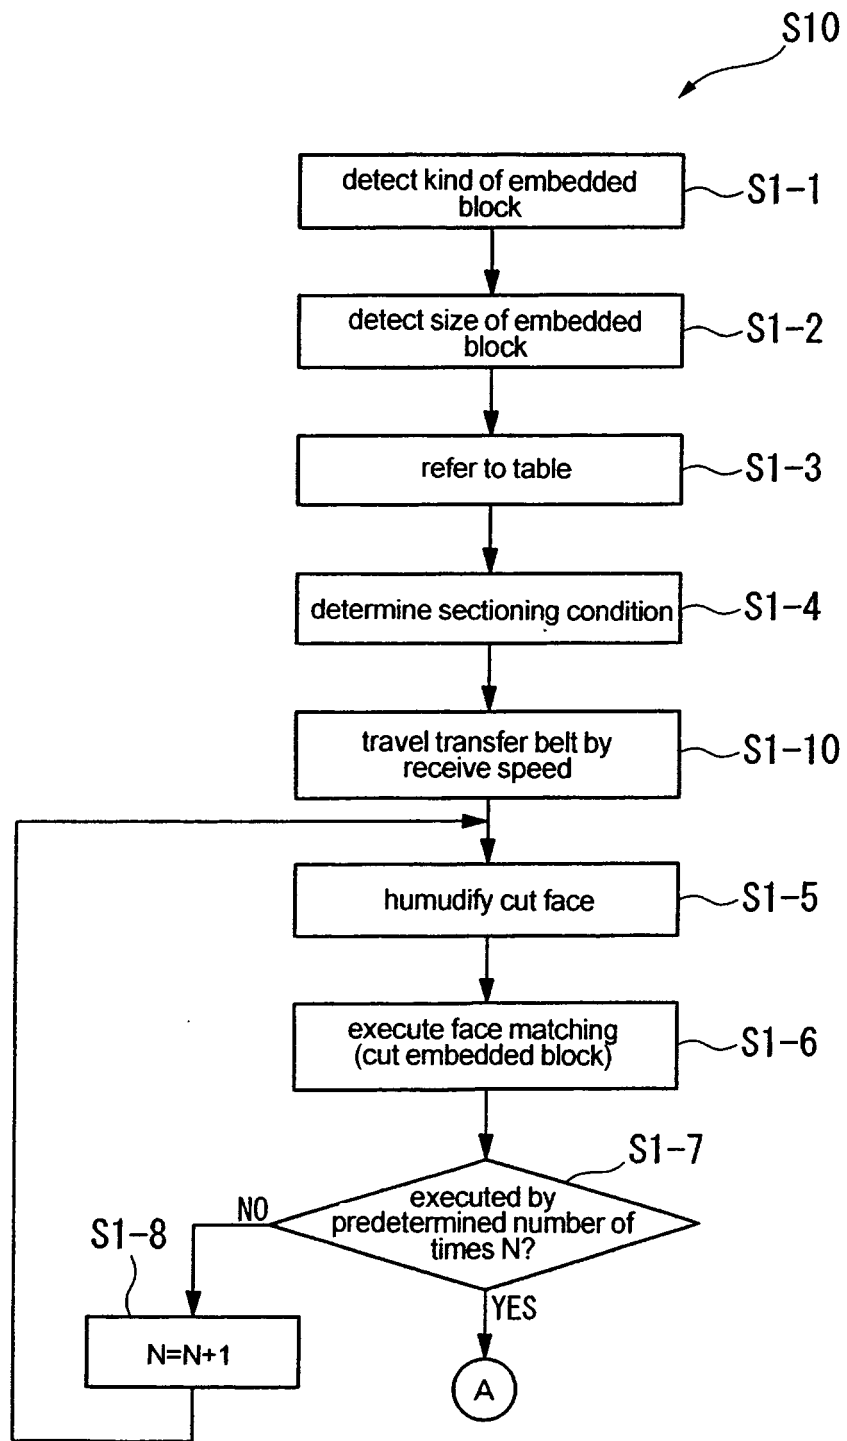 S10
detect kind of embedded
block
S1-1
detect size of embedded
block
S1-2
refer to table
S1-3
determine sectioning condition
S1-4
travel transfer belt by
receive speed
S1-10
humudify cut face
S1-5
execute face matching
(cut embedded block)
S1-6
S1-7
executed by
predetermined number of
times N?
NO
S1-8
YES
N=N+1
A